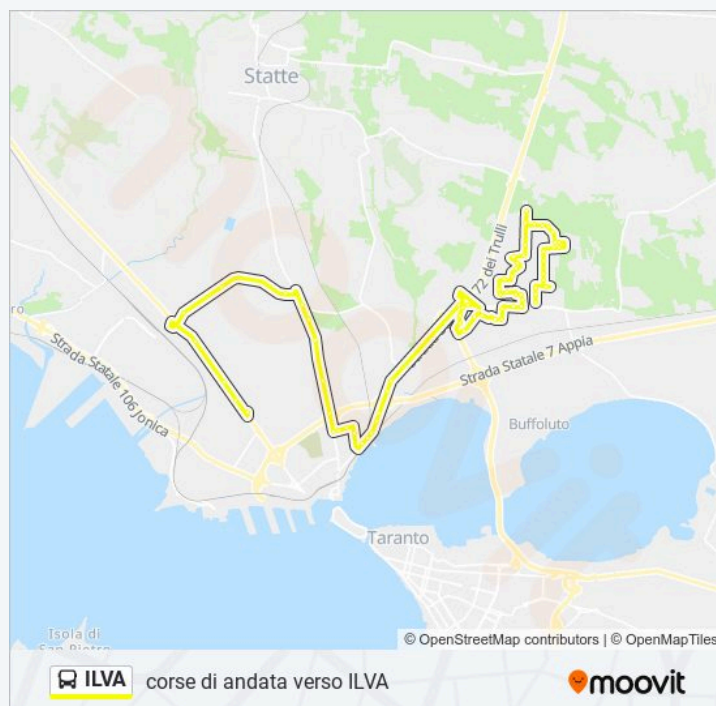 Statte
72 dei Trulli
ro
Strada Statale 106 Jonica
Strada Statale 7 Appia
Buffoluto
Taranto
Isola di
San Pietro
© OpenStreetMap contributors | © OpenMapTiles
ILVA corse di andata verso ILVA
moovit